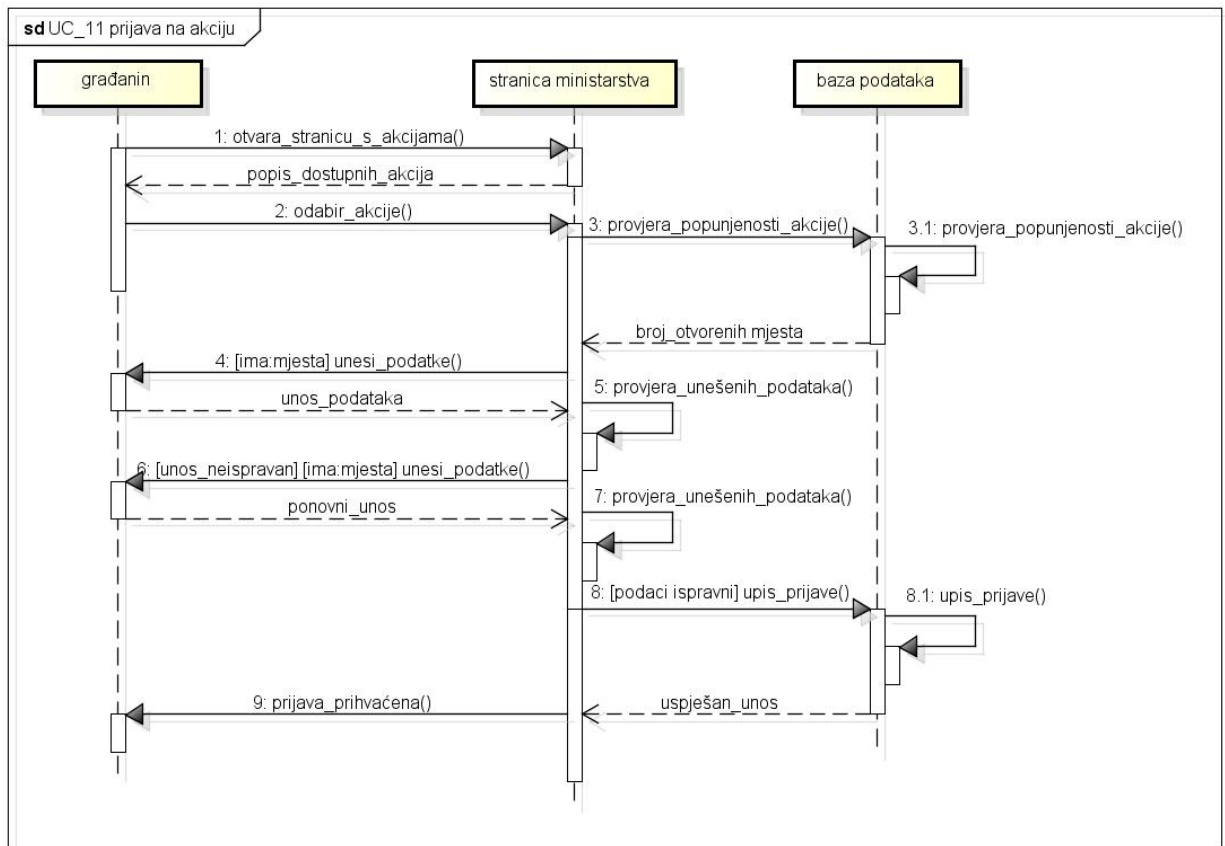 sd UC_11 prijava na akciju
građanin
stranica ministarstva
baza podataka
1: otvara_stranicu_s_akcijama()
popis_dostupnih_akcija
2: odabir_akcije()
3: provjera_popunjenosti_akcije()
3.1: provjera_popunjenosti_akcije()
broj_otvorenih mjesta
4: [ima:mjesta] unesi_podatke()
5: provjera_unešenih_podataka()
unos_podataka
6: [unos_neispravan] [ima:mjesta] unesi_podatke()
7: provjera_unešenih_podataka()
ponovni_unos
8: [podaci ispravni] upis_prijave()
8.1: upis_prijave()
9: prijava_prihvaćena()
uspješan_unos